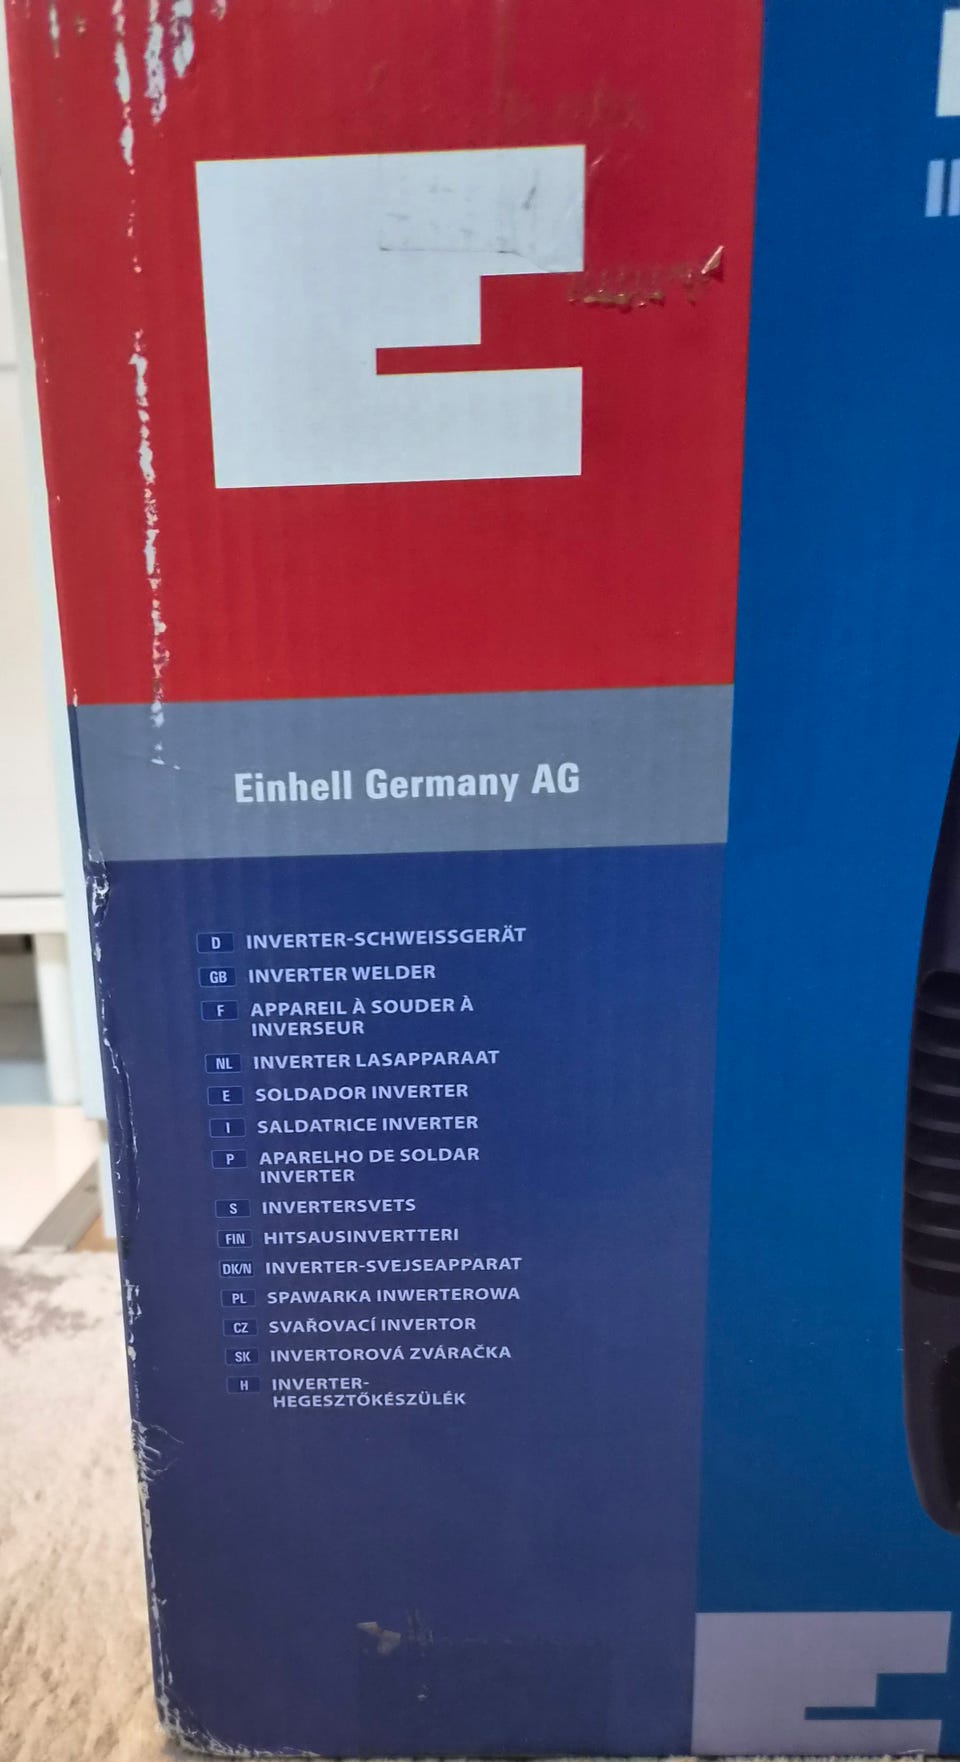 E
Einhell Germany AG
D INVERTER-SCHWEISSGERÄT
GB INVERTER WELDER
F APPAREIL À SOUDER À
INVERSEUR
NL INVERTER LASAPPARAAT
E SOLDADOR INVERTER
I SALDATRICE INVERTER
P APARELHO DE SOLDAR
INVERTER
S INVERTERSVETS
FIN HITSAUSINVERTTERI
DK/N INVERTER-SVEJSEAPPARAT
PL SPAWARKA INWERTEROWA
CZ SVAŘOVACÍ INVERTOR
SK INVERTOROVÁ ZVÁRAČKA
H INVERTER-
HEGESZTŐKÉSZÜLÉK
E